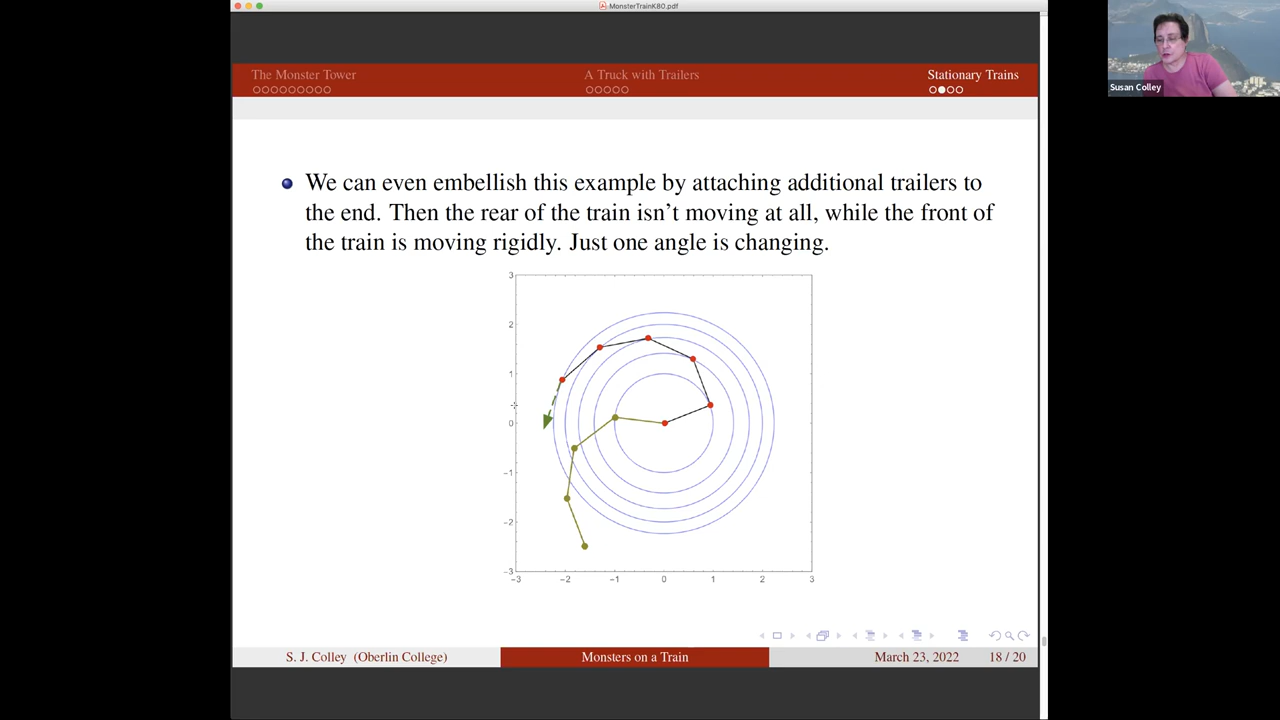 MonsterTrainK80.pdf
The Monster Tower
A Truck with Trailers
Stationary Trains
Susan Colley
We can even embellish this example by attaching additional trailers to
the end. Then the rear of the train isn't moving at all, while the front of
the train is moving rigidly. Just one angle is changing.
3
2
1
0
-1
-2
-3
-3 -2 -1 0 1 2 3
S. J. Colley (Oberlin College)
Monsters on a Train
March 23, 2022
18 / 20